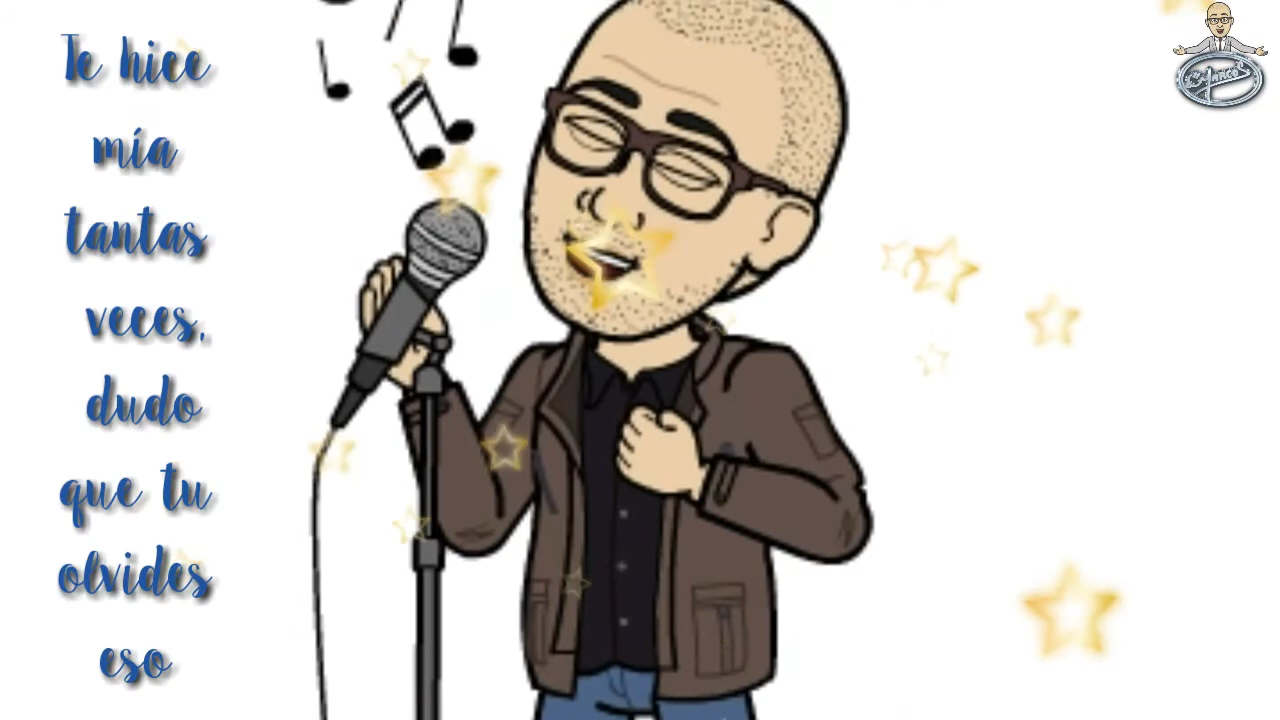 Te hice
mía
tantas
veces,
dudo
que tu
olvides
eso